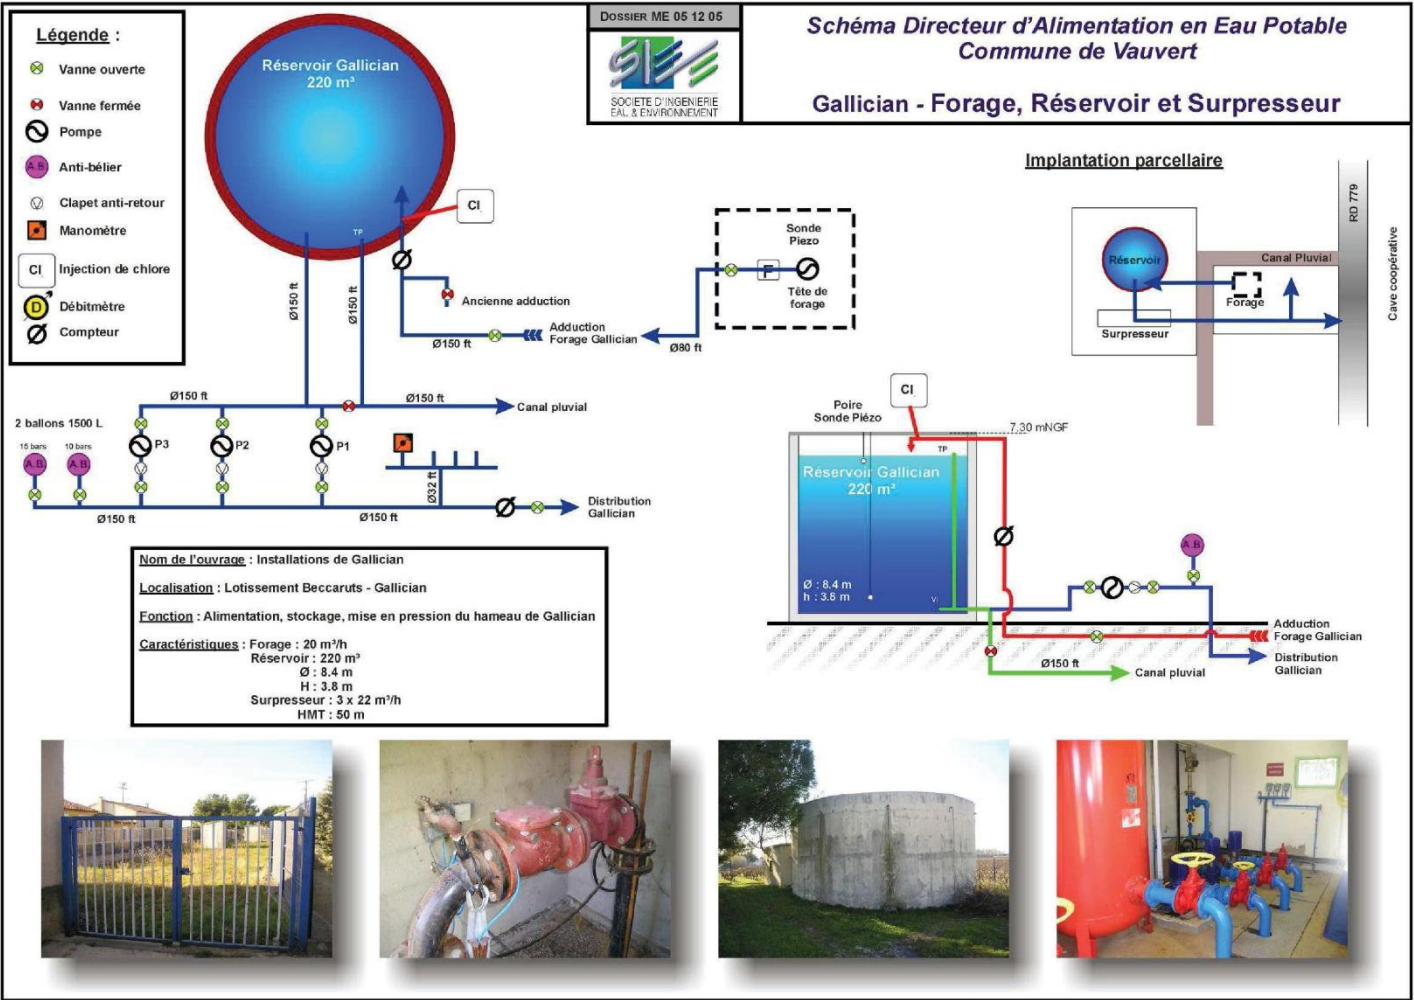 Légende :
Vanne ouverte
Vanne fermée
Pompe
A.B.
Anti-bélier
Clapet anti-retour
Manomètre
Cl
Injection de chlore
D
Débitmètre
Compteur
Réservoir Gallician
220 m³
TP
Cl
DOSSIER ME 05 12 05
SOCIETE D'INGENIERIE
EAU & ENVIRONNEMENT
Schéma Directeur d'Alimentation en Eau Potable
Commune de Vauvert
Gallician - Forage, Réservoir et Surpresseur
Ø150 ft
Ø150 ft
Ancienne adduction
Ø150 ft
Adduction
Forage Gallician
Ø80 ft
Sonde
Piezo
F
Tête de
forage
Implantation parcellaire
Réservoir
Surpresseur
Canal Pluvial
Forage
RD 779
Cave coopérative
Ø150 ft
Ø150 ft
Canal pluvial
2 ballons 1500 L
15 bars
10 bars
A.B.
A.B.
P3
P2
P1
Ø32 ft
Ø150 ft
Ø150 ft
Distribution
Gallician
Cl
Poire
Sonde Piézo
7.30 mNGF
TP
Réservoir Gallician
220 m³
Ø : 8.4 m
h : 3.8 m
A.B.
Adduction
Forage Gallician
Distribution
Gallician
Ø150 ft
Canal pluvial
Nom de l'ouvrage : Installations de Gallician
Localisation : Lotissement Beccaruts - Gallician
Fonction : Alimentation, stockage, mise en pression du hameau de Gallician
Caractéristiques : Forage : 20 m³/h
Réservoir : 220 m³
Ø : 8.4 m
H : 3.8 m
Surpresseur : 3 x 22 m³/h
HMT : 50 m